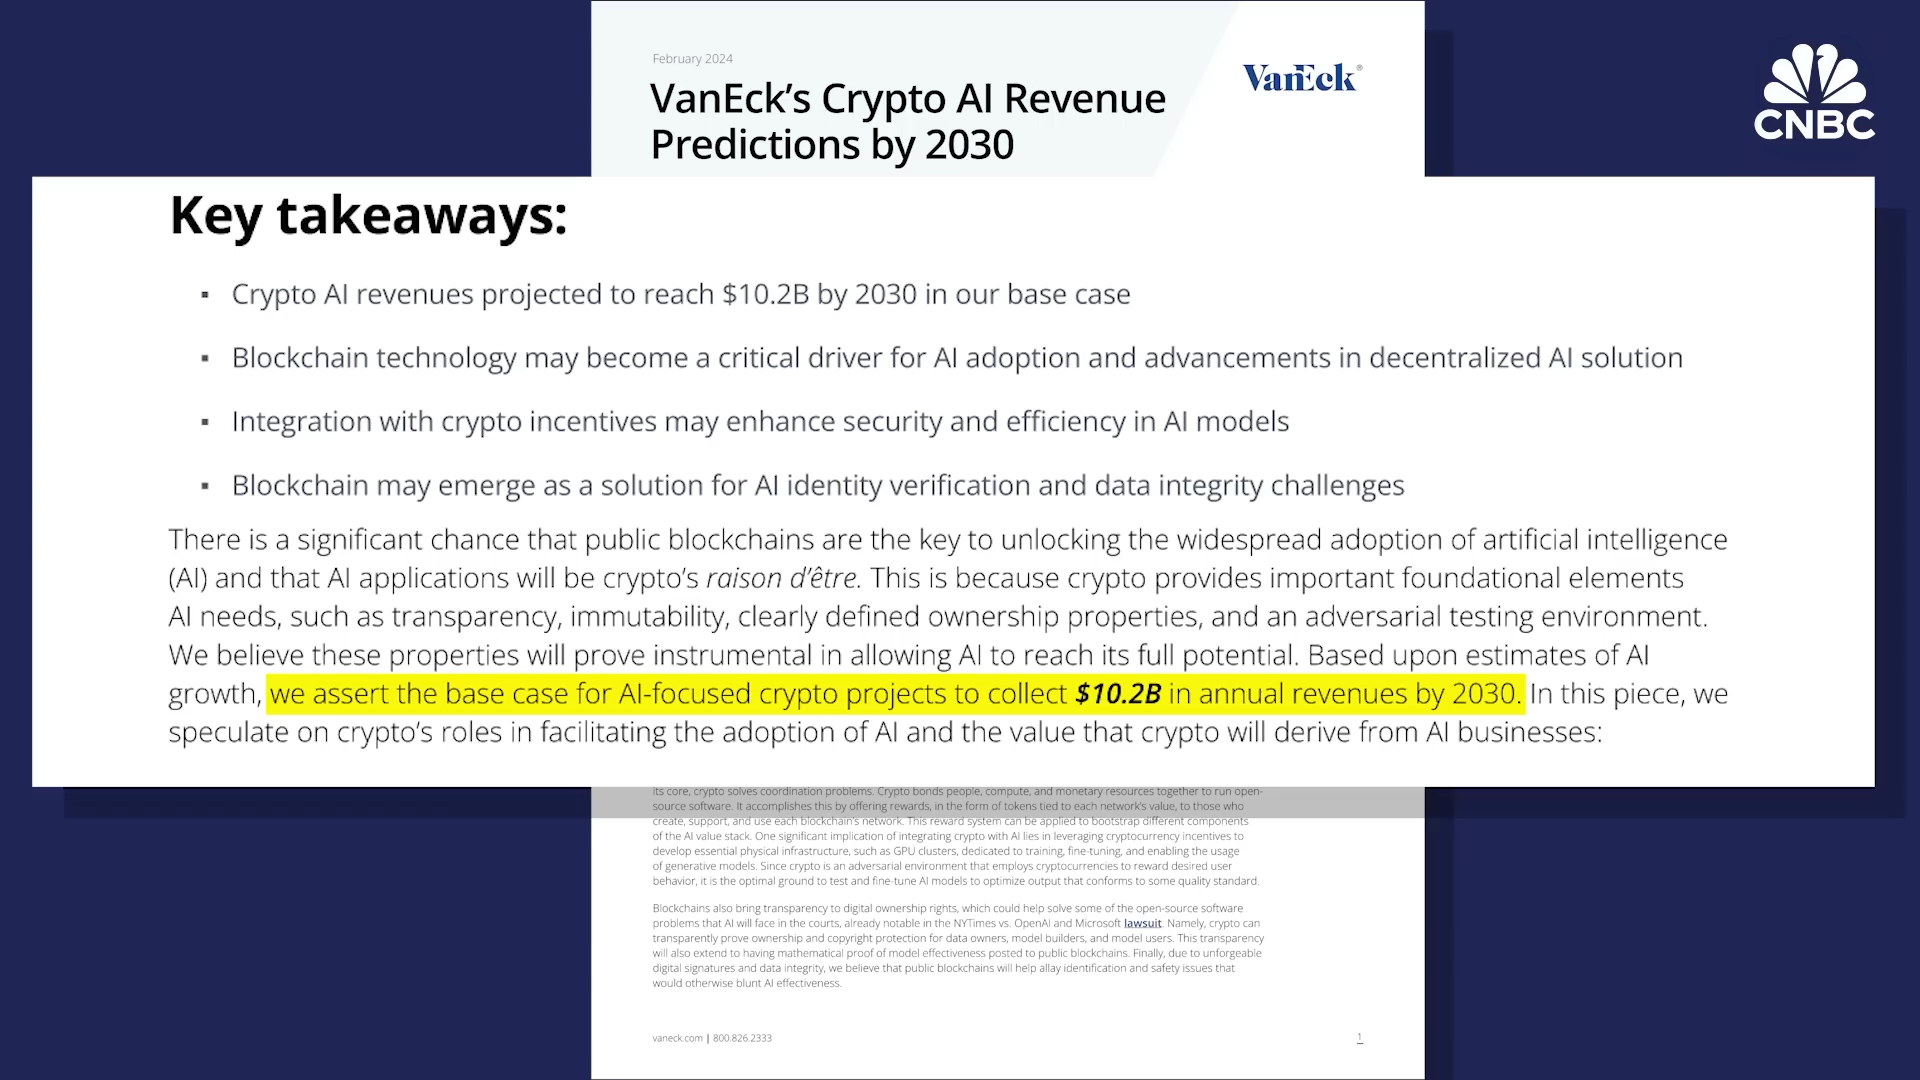 February 2024
VanEck’s Crypto AI Revenue
Predictions by 2030
VanEck®
CNBC
Key takeaways:
▪ Crypto AI revenues projected to reach $10.2B by 2030 in our base case
▪ Blockchain technology may become a critical driver for AI adoption and advancements in decentralized AI solution
▪ Integration with crypto incentives may enhance security and efficiency in AI models
▪ Blockchain may emerge as a solution for AI identity verification and data integrity challenges
There is a significant chance that public blockchains are the key to unlocking the widespread adoption of artificial intelligence
(AI) and that AI applications will be crypto’s raison d’être. This is because crypto provides important foundational elements
AI needs, such as transparency, immutability, clearly defined ownership properties, and an adversarial testing environment.
We believe these properties will prove instrumental in allowing AI to reach its full potential. Based upon estimates of AI
growth, we assert the base case for AI-focused crypto projects to collect $10.2B in annual revenues by 2030. In this piece, we
speculate on crypto’s roles in facilitating the adoption of AI and the value that crypto will derive from AI businesses:
its core, crypto solves coordination problems. Crypto bonds people, compute, and monetary resources together to run open-
source software. It accomplishes this by offering rewards, in the form of tokens tied to each network’s value, to those who
create, support, and use each blockchain’s network. This reward system can be applied to bootstrap different components
of the AI value stack. One significant implication of integrating crypto with AI lies in leveraging cryptocurrency incentives to
develop essential physical infrastructure, such as GPU clusters, dedicated to training, fine-tuning, and enabling the usage
of generative models. Since crypto is an adversarial environment that employs cryptocurrencies to reward desired user
behavior, it is the optimal ground to test and fine-tune AI models to optimize output that conforms to some quality standard.
Blockchains also bring transparency to digital ownership rights, which could help solve some of the open-source software
problems that AI will face in the courts, already notable in the NYTimes vs. OpenAI and Microsoft lawsuit. Namely, crypto can
transparently prove ownership and copyright protection for data owners, model builders, and model users. This transparency
will also extend to having mathematical proof of model effectiveness posted to public blockchains. Finally, due to unforgeable
digital signatures and data integrity, we believe that public blockchains will help allay identification and safety issues that
would otherwise blunt AI effectiveness.
vaneck.com | 800.826.2333
1